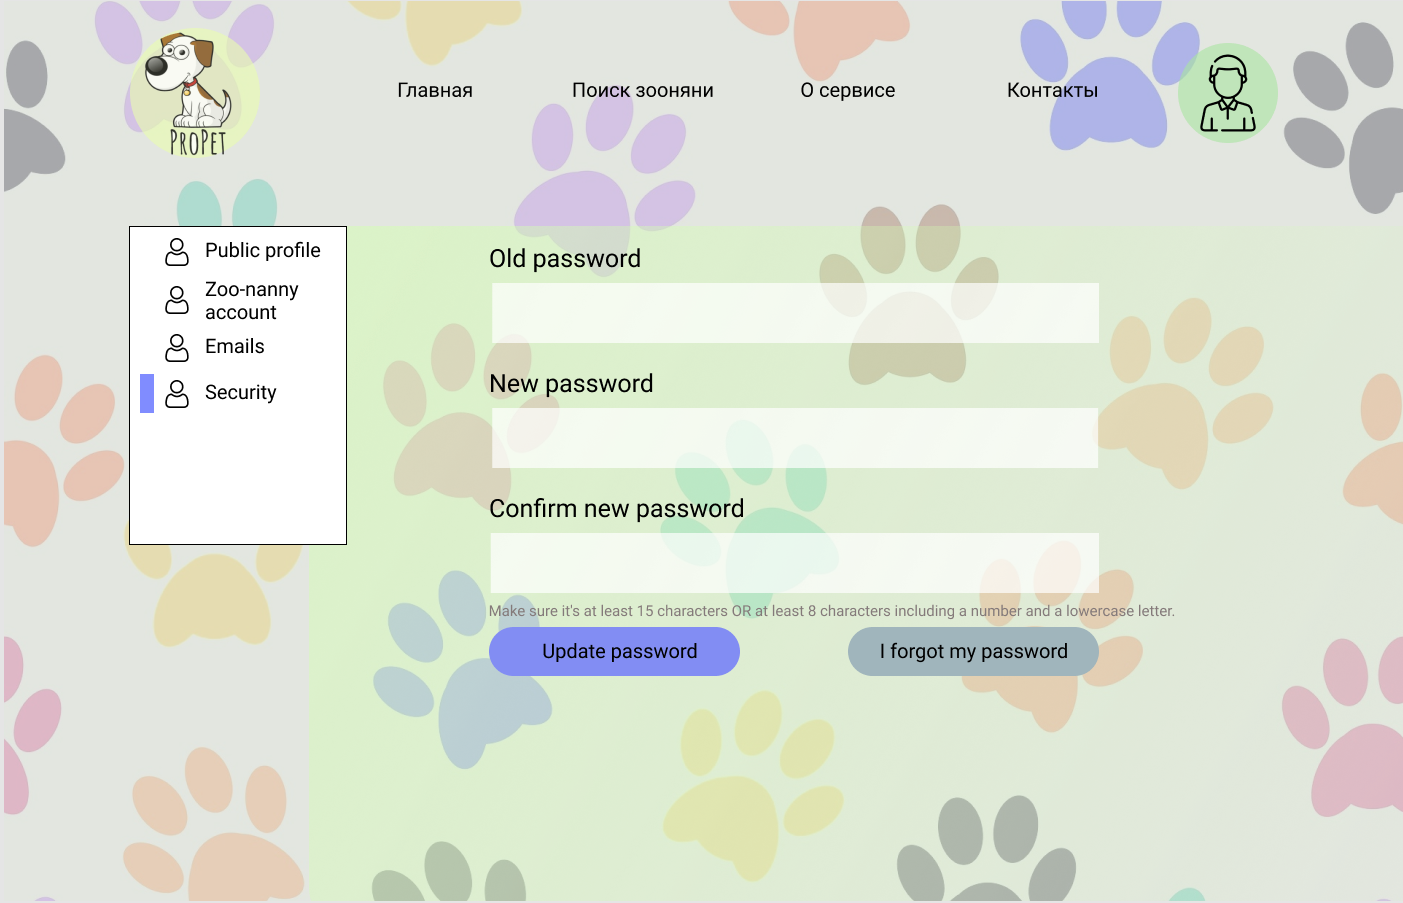 ProPet
Главная
Поиск зооняни
О сервисе
Контакты
Public profile
Zoo-nanny
account
Emails
Security
Old password
New password
Confirm new password
Make sure it's at least 15 characters OR at least 8 characters including a number and a lowercase letter.
Update password
I forgot my password